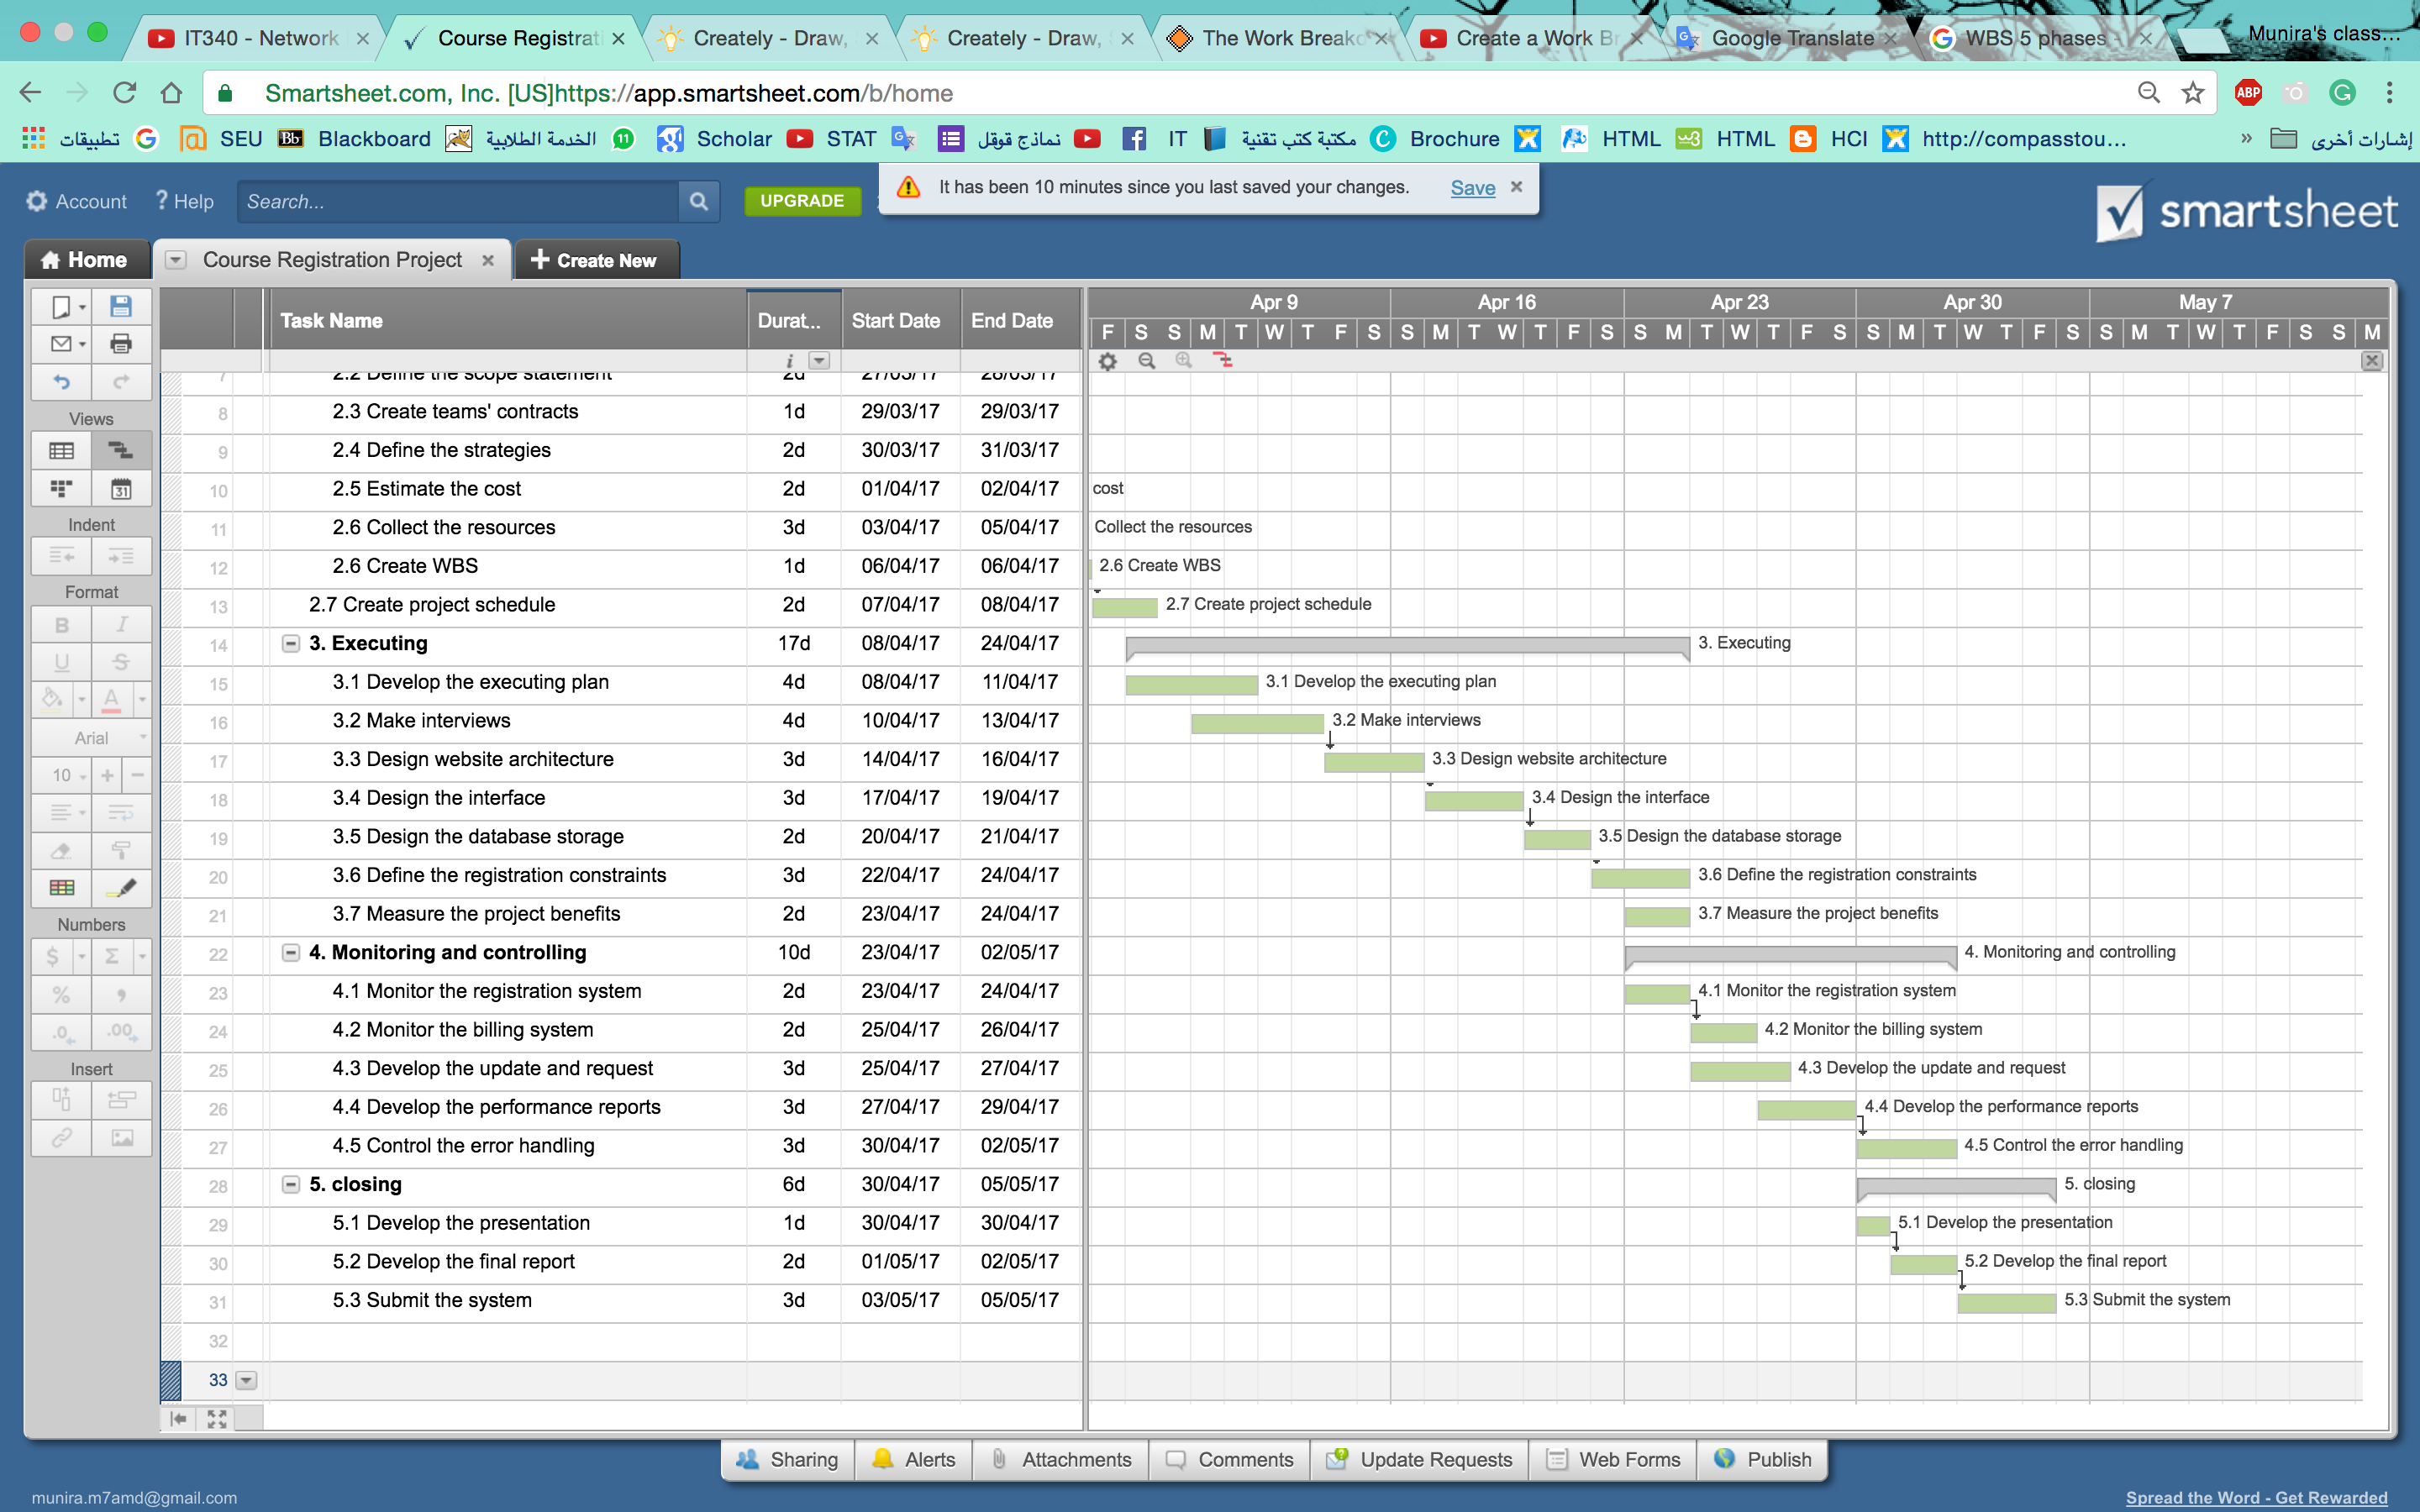 IT340 - Network
Course Registrat
Creately - Draw,
Creately - Draw,
The Work Breakd
Create a Work Br
Google Translate
WBS 5 phases -
Munira's class...
Smartsheet.com, Inc. [US]https://app.smartsheet.com/b/home
ABP
تطبيقات
SEU
Bb
Blackboard
الخدمة الطلابية
11
Scholar
STAT
نماذج قوقل
IT
مكتبة كتب تقنية
Brochure
HTML
w3
HTML
HCI
http://compasstou...
»
إشارات أخرى
Account
? Help
Search...
UPGRADE
It has been 10 minutes since you last saved your changes. Save
smartsheet
Home
Course Registration Project
Create New
Task Name Durat... Start Date End Date
Apr 9 Apr 16 Apr 23 Apr 30 May 7
F S S M T W T F S S M T W T F S S M T W T F S S M T W T F S S M T W T F S S M
7 2.2 Define the scope statement 2d 27/03/17 28/03/17
8 2.3 Create teams' contracts 1d 29/03/17 29/03/17
9 2.4 Define the strategies 2d 30/03/17 31/03/17
10 2.5 Estimate the cost 2d 01/04/17 02/04/17 cost
11 2.6 Collect the resources 3d 03/04/17 05/04/17 Collect the resources
12 2.6 Create WBS 1d 06/04/17 06/04/17 2.6 Create WBS
13 2.7 Create project schedule 2d 07/04/17 08/04/17 2.7 Create project schedule
14 3. Executing 17d 08/04/17 24/04/17 3. Executing
15 3.1 Develop the executing plan 4d 08/04/17 11/04/17 3.1 Develop the executing plan
16 3.2 Make interviews 4d 10/04/17 13/04/17 3.2 Make interviews
17 3.3 Design website architecture 3d 14/04/17 16/04/17 3.3 Design website architecture
18 3.4 Design the interface 3d 17/04/17 19/04/17 3.4 Design the interface
19 3.5 Design the database storage 2d 20/04/17 21/04/17 3.5 Design the database storage
20 3.6 Define the registration constraints 3d 22/04/17 24/04/17 3.6 Define the registration constraints
21 3.7 Measure the project benefits 2d 23/04/17 24/04/17 3.7 Measure the project benefits
22 4. Monitoring and controlling 10d 23/04/17 02/05/17 4. Monitoring and controlling
23 4.1 Monitor the registration system 2d 23/04/17 24/04/17 4.1 Monitor the registration system
24 4.2 Monitor the billing system 2d 25/04/17 26/04/17 4.2 Monitor the billing system
25 4.3 Develop the update and request 3d 25/04/17 27/04/17 4.3 Develop the update and request
26 4.4 Develop the performance reports 3d 27/04/17 29/04/17 4.4 Develop the performance reports
27 4.5 Control the error handling 3d 30/04/17 02/05/17 4.5 Control the error handling
28 5. closing 6d 30/04/17 05/05/17 5. closing
29 5.1 Develop the presentation 1d 30/04/17 30/04/17 5.1 Develop the presentation
30 5.2 Develop the final report 2d 01/05/17 02/05/17 5.2 Develop the final report
31 5.3 Submit the system 3d 03/05/17 05/05/17 5.3 Submit the system
32
33
Views
31
Indent
Format
B I
U S
A
Arial
10 + −
Numbers
$ Σ
% ,
.0 .00
Insert
Sharing
Alerts
Attachments
Comments
Update Requests
Web Forms
Publish
munira.m7amd@gmail.com
Spread the Word - Get Rewarded